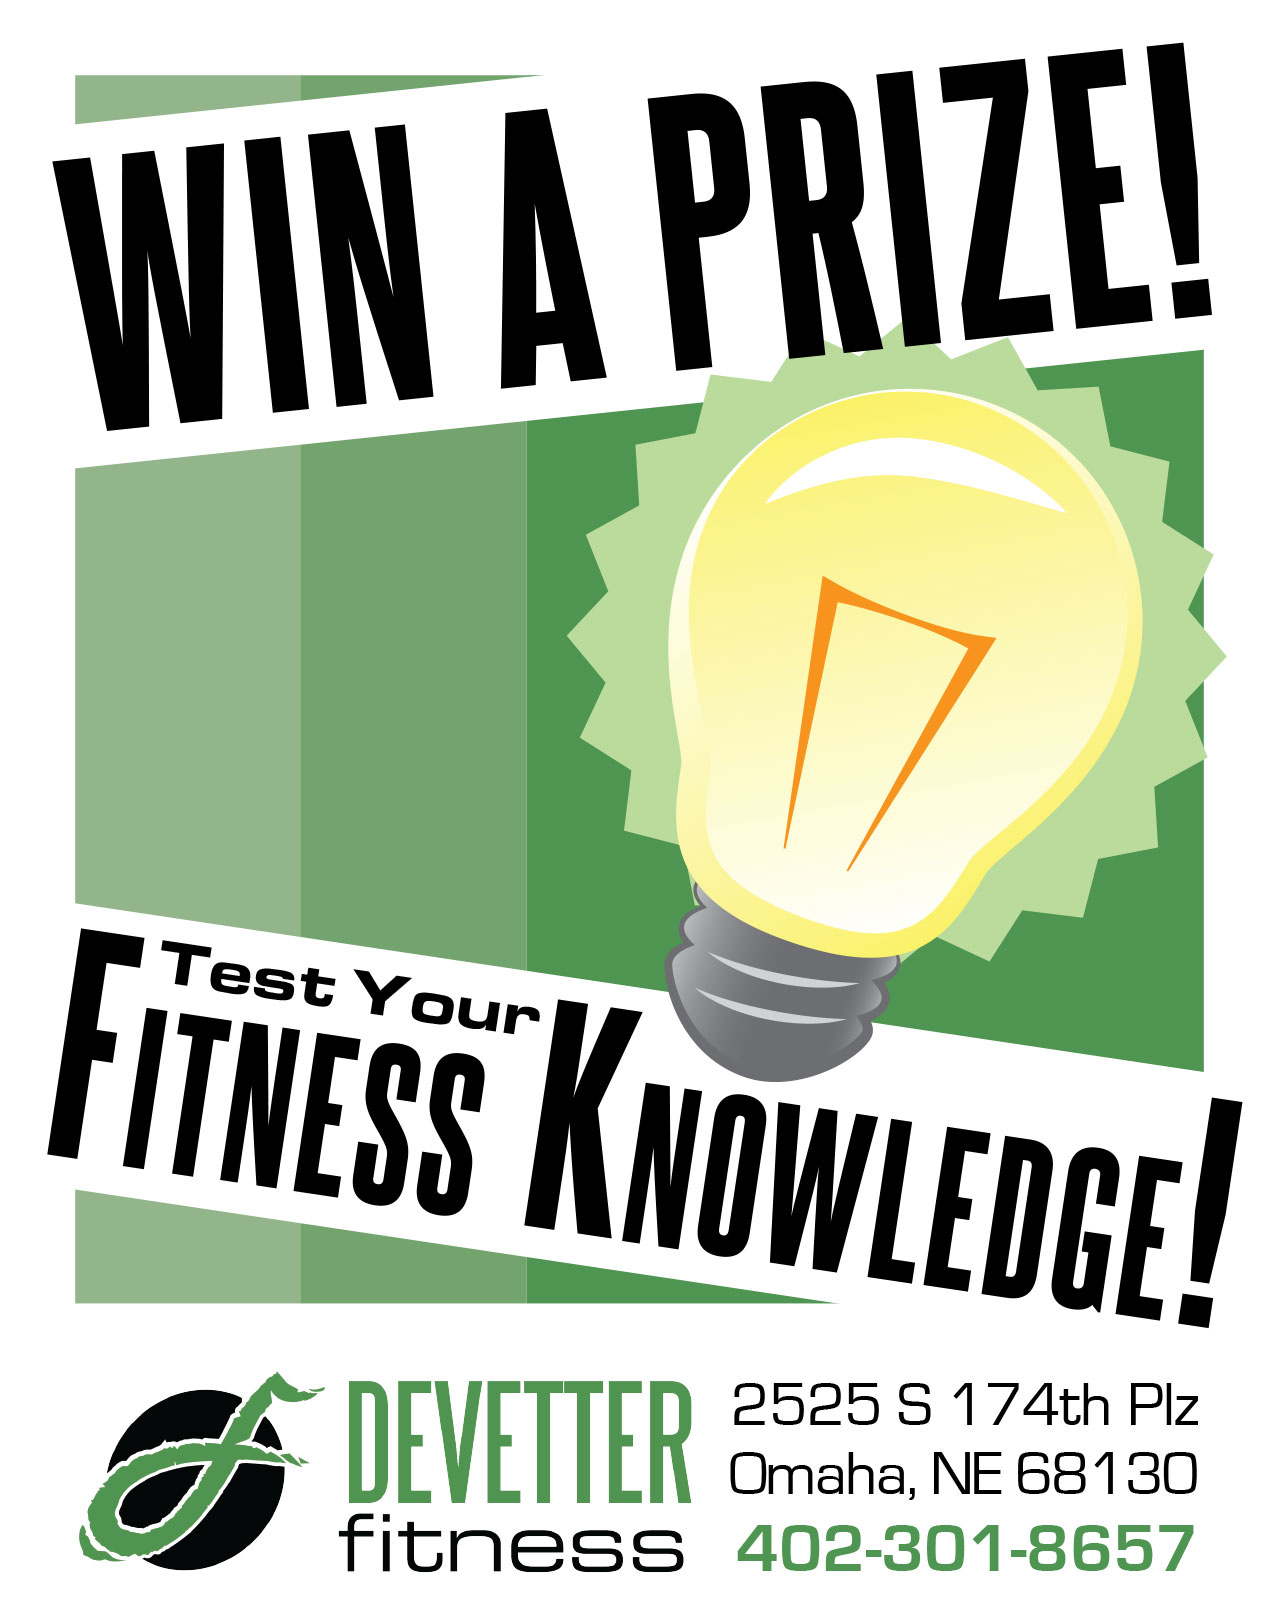 WIN A PRIZE!
Test Your
FITNESS KNOWLEDGE!
DEVETTER
fitness
2525 S 174th Plz
Omaha, NE 68130
402-301-8657